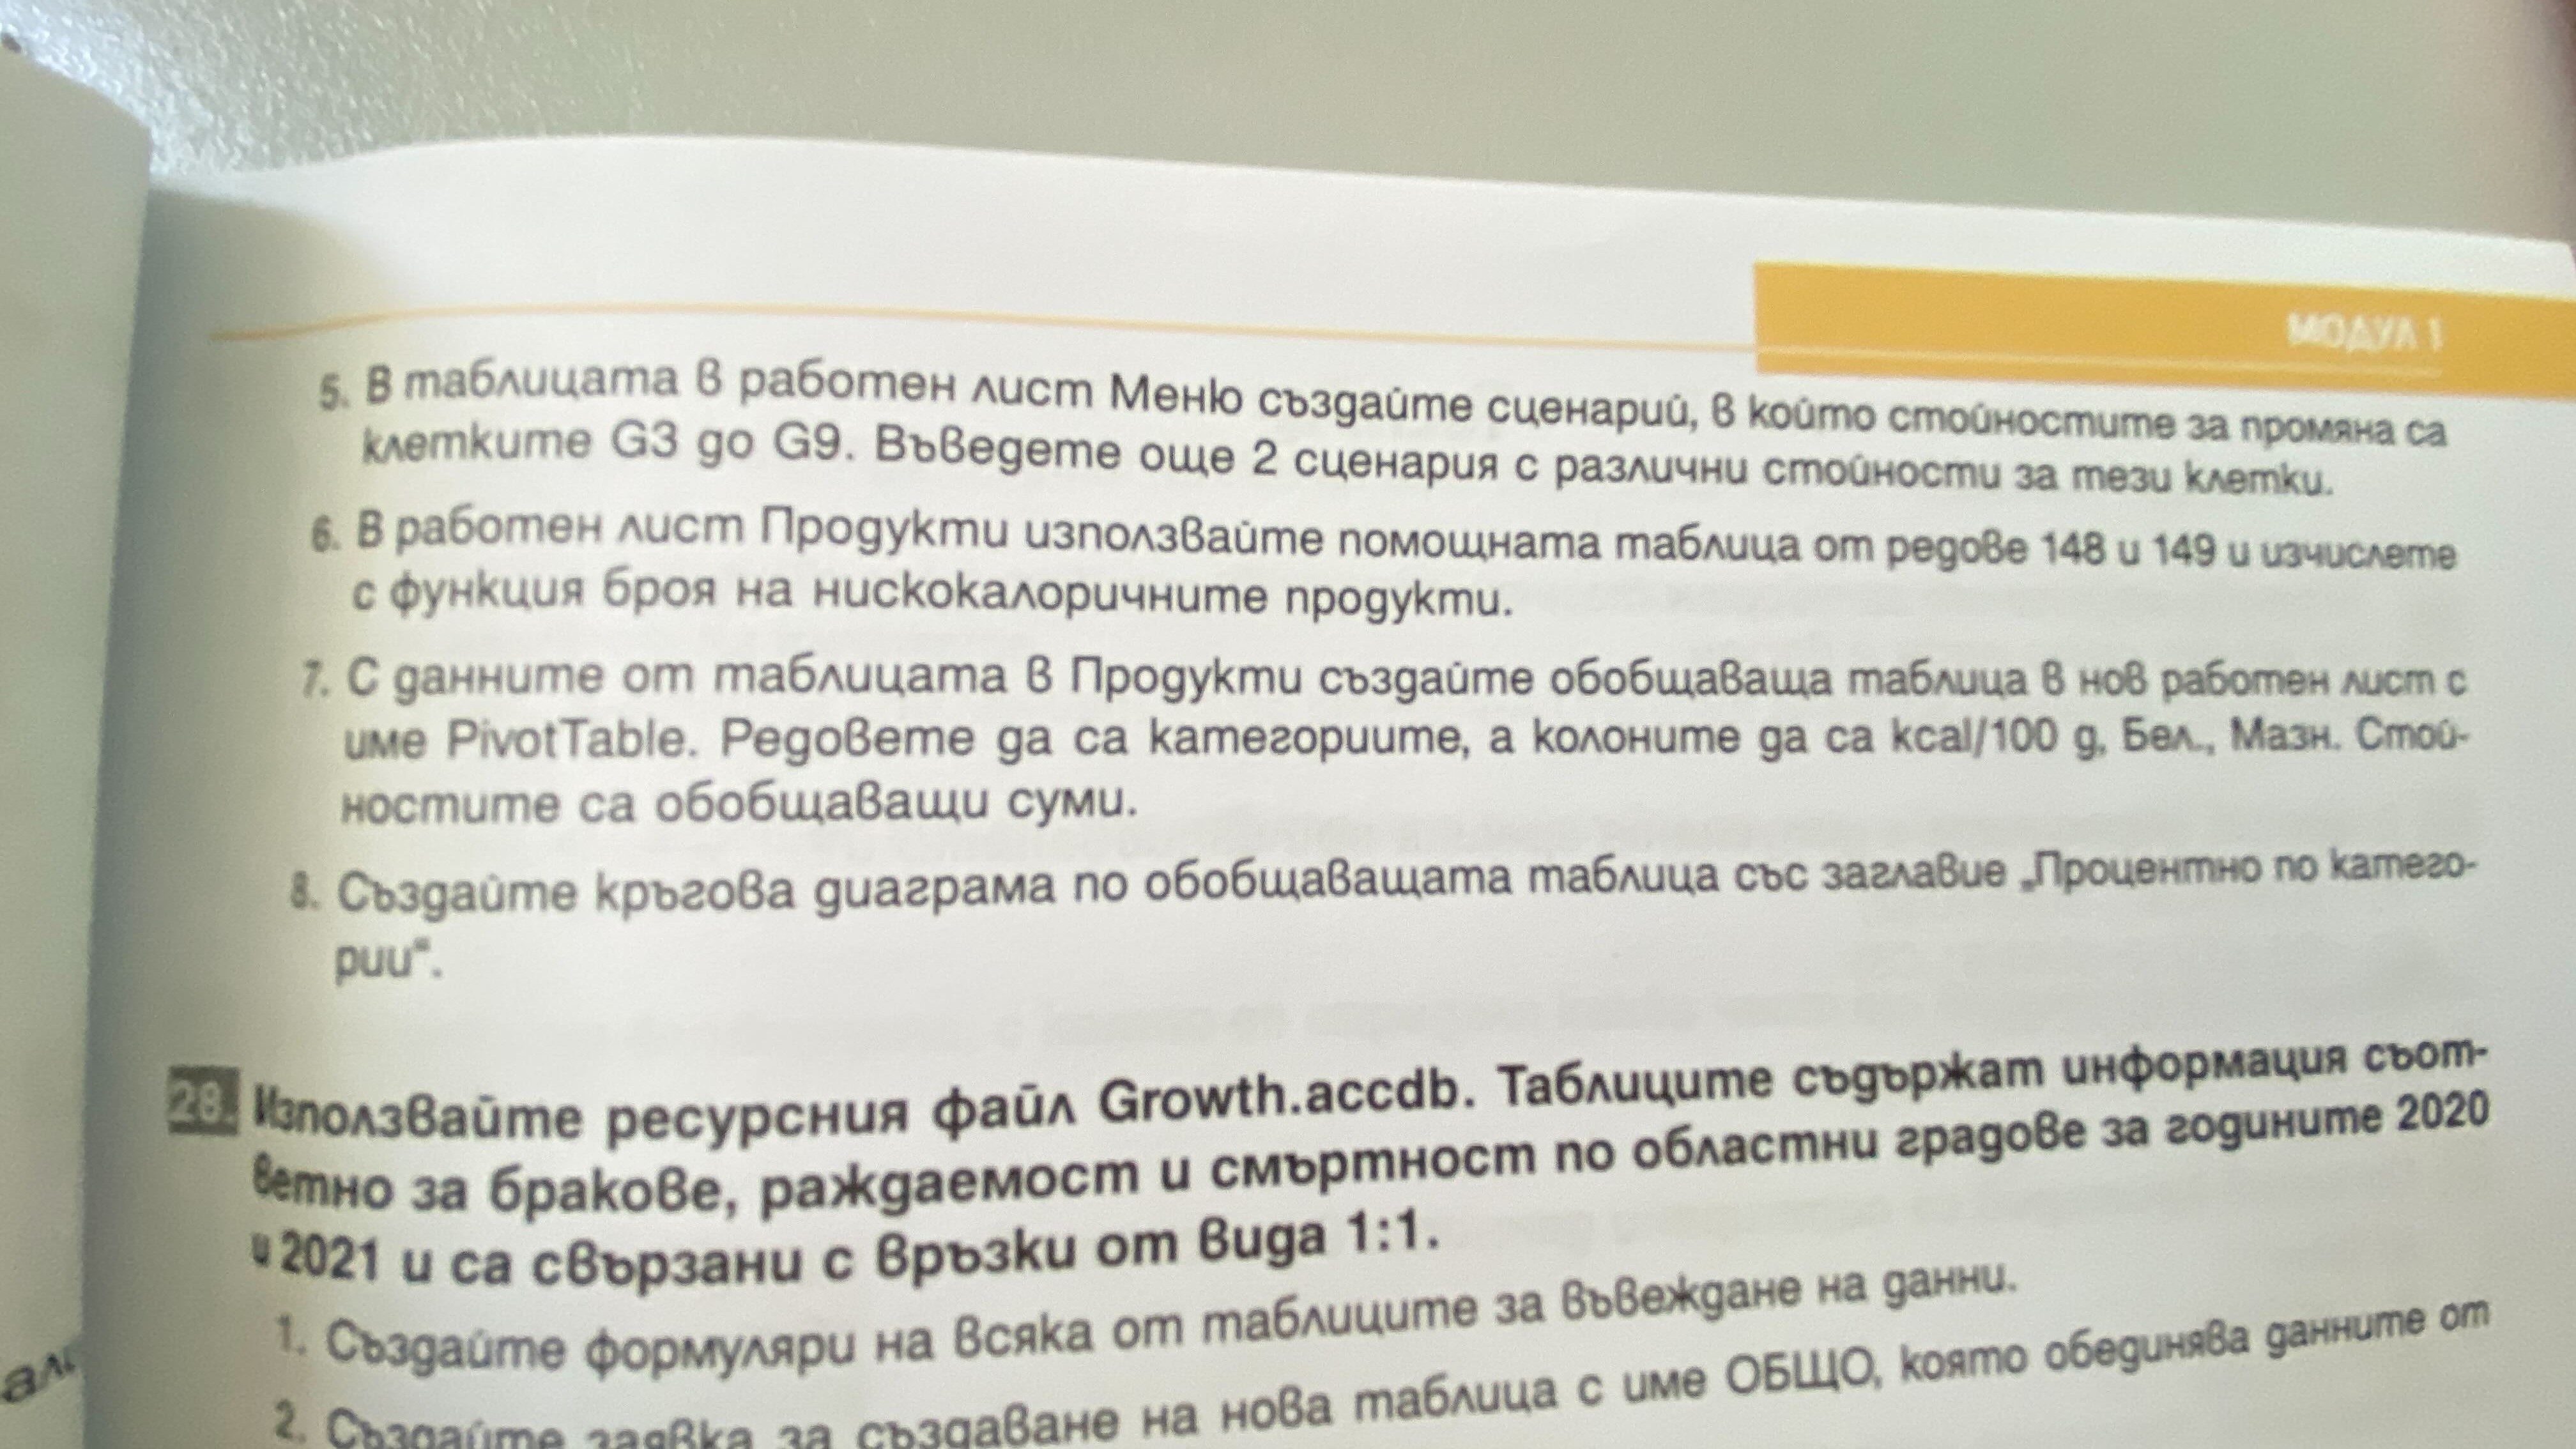 МОДУЛ 1
5. В таблицата в работен лист Меню създайте сценарий, в който стойностите за промяна са
клетките G3 до G9. Въведете още 2 сценария с различни стойности за тези клетки.
6. В работен лист Продукти използвайте помощната таблица от редове 148 и 149 и изчислете
с функция броя на нискокалоричните продукти.
7. С данните от таблицата в Продукти създайте обобщаваща таблица в нов работен лист с
име PivotTable. Редовете да са категориите, а колоните да са kcal/100 g, Бел., Мазн. Стой-
ностите са обобщаващи суми.
8. Създайте кръгова диаграма по обобщаващата таблица със заглавие „Процентно по катего-
рии“.
28. Използвайте ресурсния файл Growth.accdb. Таблиците съдържат информация съот-
ветно за бракове, раждаемост и смъртност по областни градове за годините 2020
и 2021 и са свързани с връзки от вида 1:1.
1. Създайте формуляри на всяка от таблиците за въвеждане на данни.
2. Създайте заявка за създаване на нова таблица с име ОБЩО, която обединява данните от